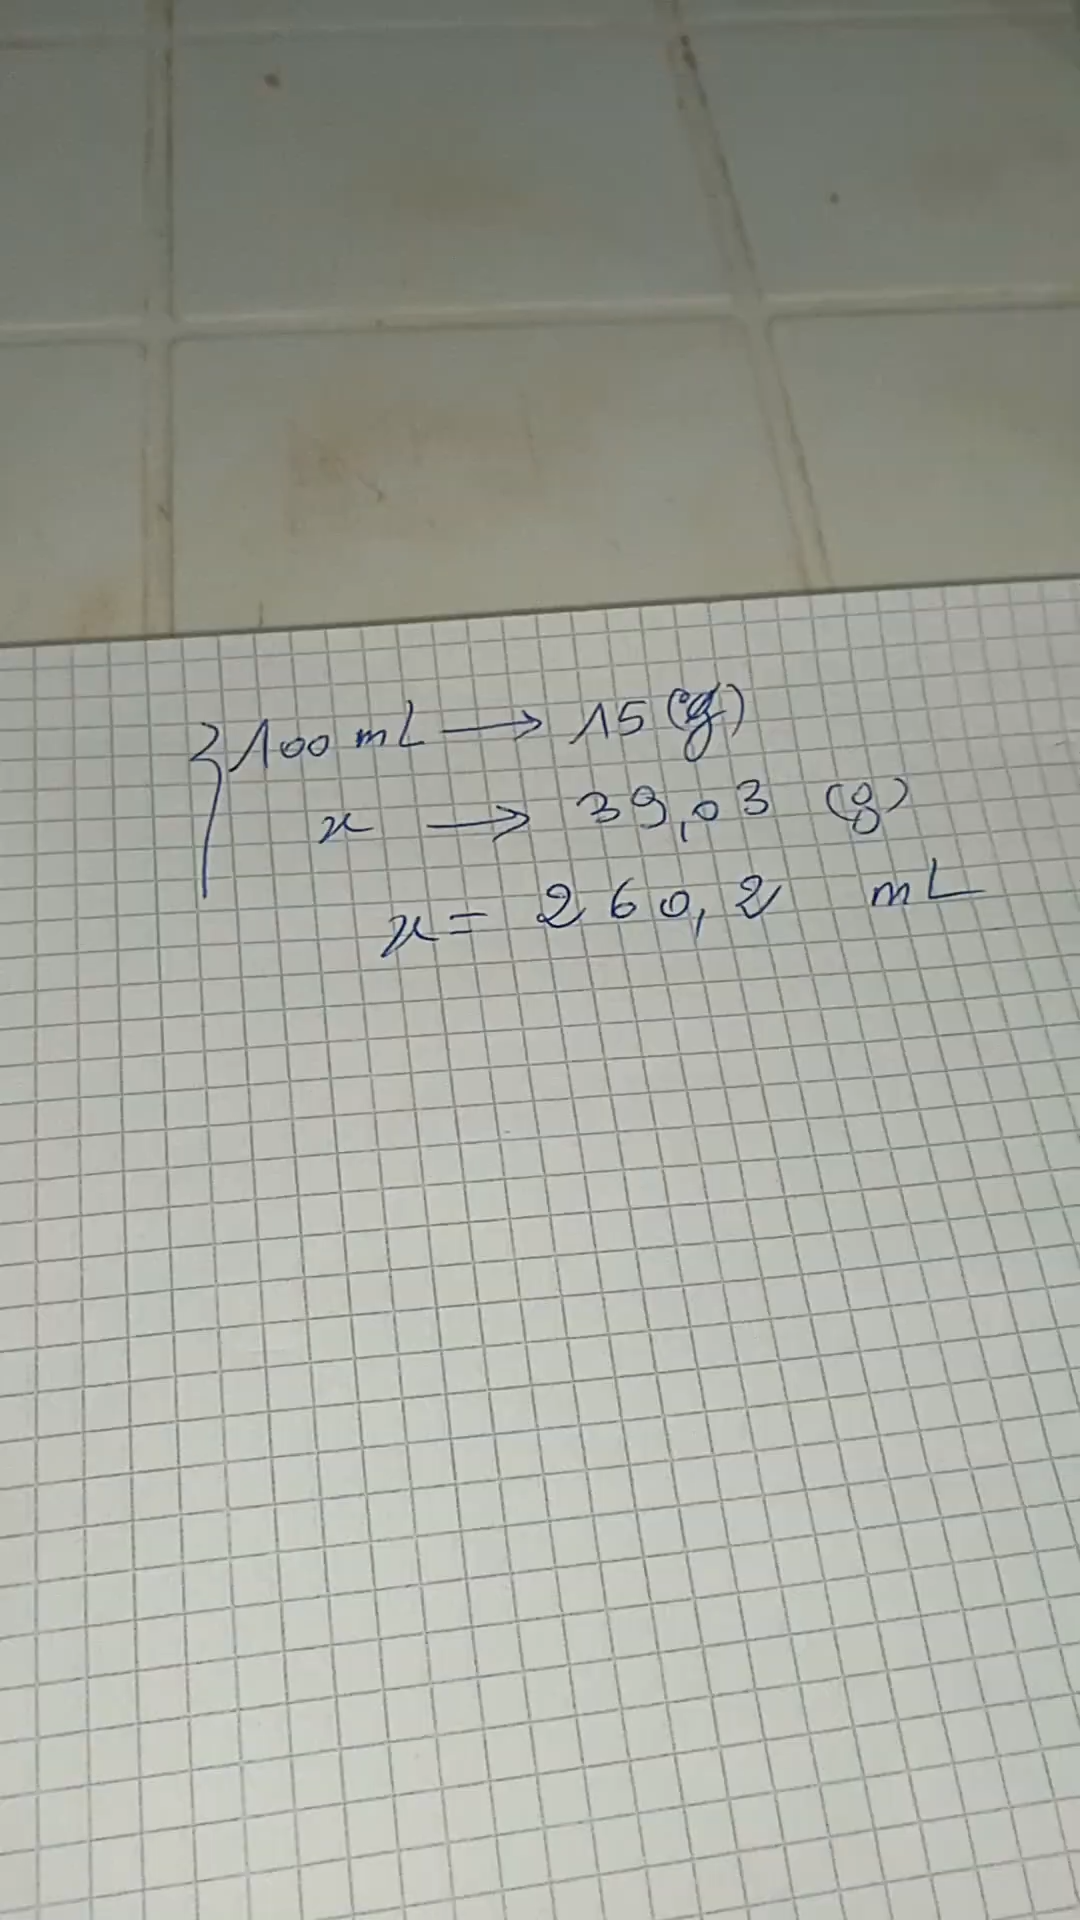 100 mL → 15 (g)
x → 39,03 (g)
x = 260,2 mL